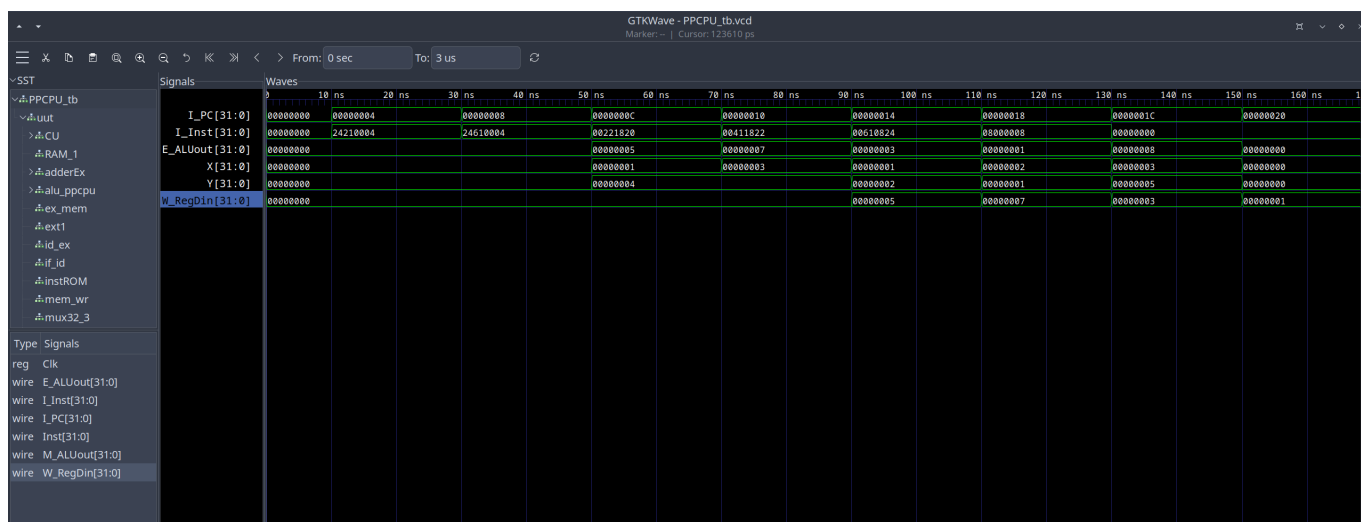 GTKWave - PPCPU_tb.vcd
Marker: -- | Cursor: 123610 ps
From: 0 sec To: 3 us
SST
PPCPU_tb
uut
CU
RAM_1
adderEx
alu_ppcpu
ex_mem
ext1
id_ex
if_id
instROM
mem_wr
mux32_3
Type Signals
reg Clk
wire E_ALUout[31:0]
wire I_Inst[31:0]
wire I_PC[31:0]
wire Inst[31:0]
wire M_ALUout[31:0]
wire W_RegDin[31:0]
Signals Waves
10 ns 20 ns 30 ns 40 ns 50 ns 60 ns 70 ns 80 ns 90 ns 100 ns 110 ns 120 ns 130 ns 140 ns 150 ns 160 ns
I_PC[31:0] 00000000 00000004 00000008 0000000C 00000010 00000014 00000018 0000001C 00000020
I_Inst[31:0] 00000000 24210004 24610004 00221820 00411822 00610824 08000008 00000000
E_ALUout[31:0] 00000000 00000005 00000007 00000003 00000001 00000008 00000000
X[31:0] 00000000 00000001 00000003 00000001 00000002 00000003 00000000
Y[31:0] 00000000 00000004 00000002 00000001 00000005 00000000
W_RegDin[31:0] 00000000 00000005 00000007 00000003 00000001